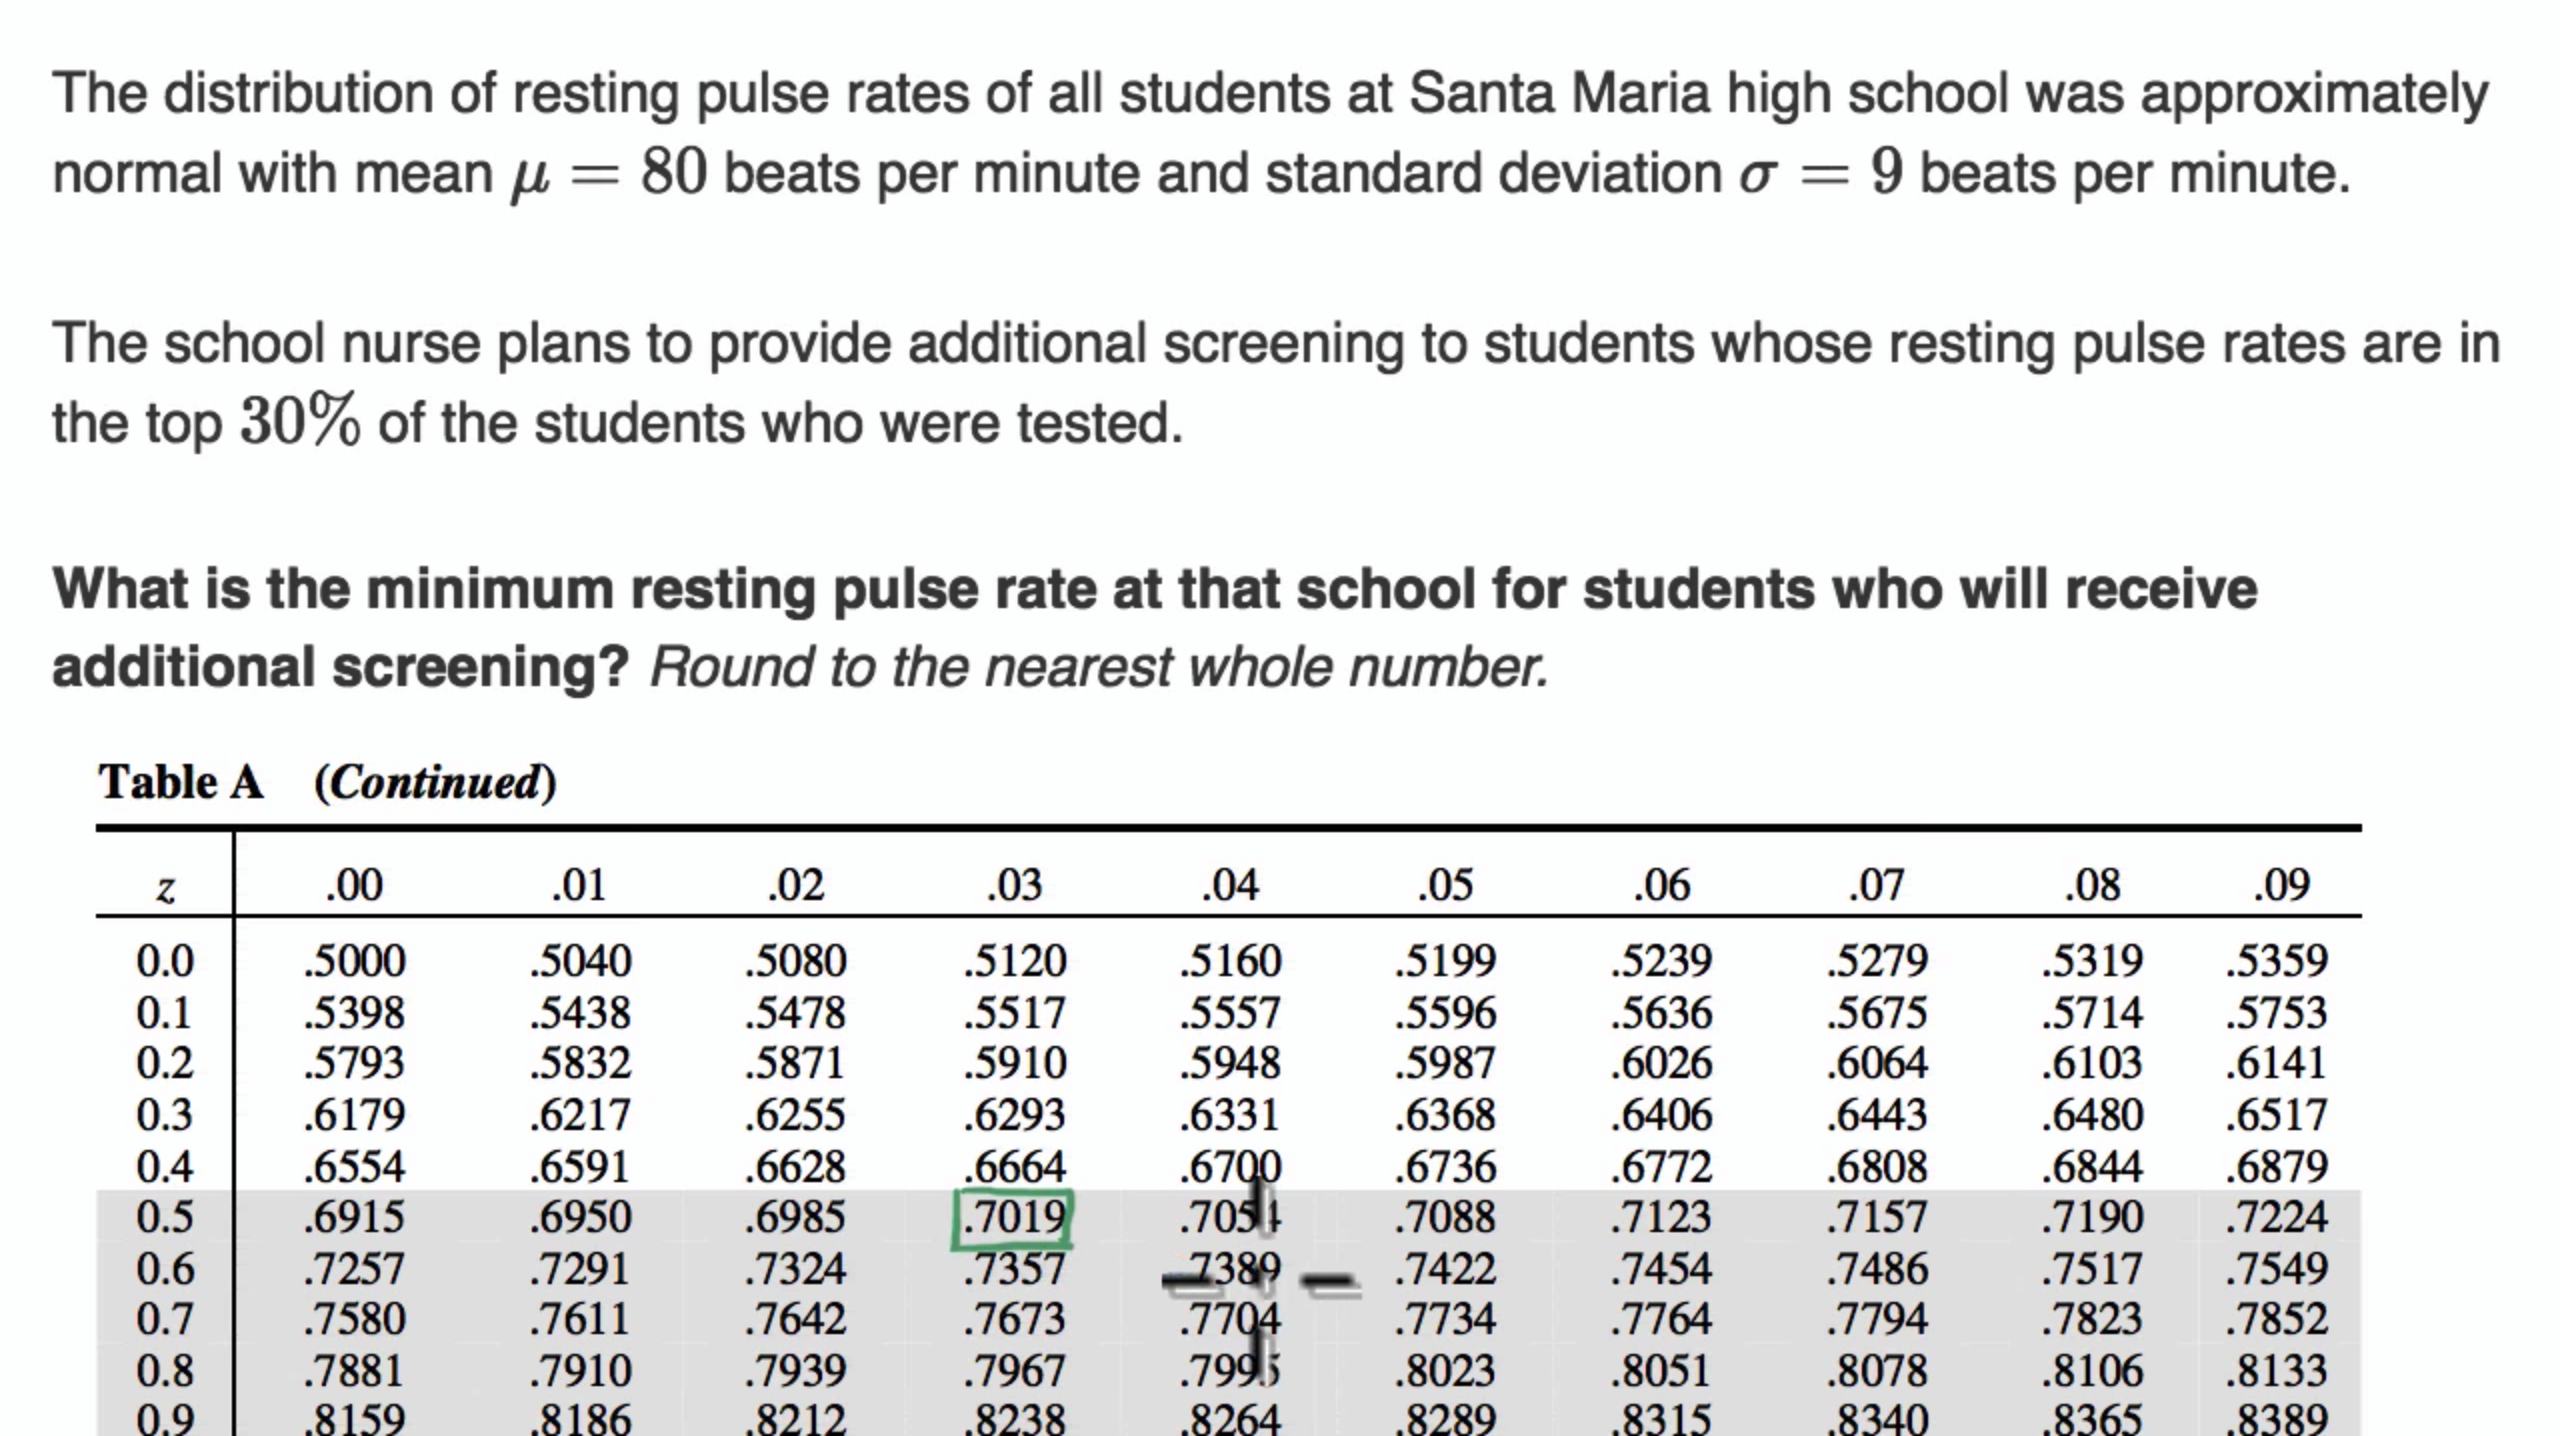 The distribution of resting pulse rates of all students at Santa Maria high school was approximately
normal with mean μ = 80 beats per minute and standard deviation σ = 9 beats per minute.
The school nurse plans to provide additional screening to students whose resting pulse rates are in
the top 30% of the students who were tested.
What is the minimum resting pulse rate at that school for students who will receive
additional screening? Round to the nearest whole number.
Table A (Continued)
z .00 .01 .02 .03 .04 .05 .06 .07 .08 .09
0.0 .5000 .5040 .5080 .5120 .5160 .5199 .5239 .5279 .5319 .5359
0.1 .5398 .5438 .5478 .5517 .5557 .5596 .5636 .5675 .5714 .5753
0.2 .5793 .5832 .5871 .5910 .5948 .5987 .6026 .6064 .6103 .6141
0.3 .6179 .6217 .6255 .6293 .6331 .6368 .6406 .6443 .6480 .6517
0.4 .6554 .6591 .6628 .6664 .6700 .6736 .6772 .6808 .6844 .6879
0.5 .6915 .6950 .6985 .7019 .7054 .7088 .7123 .7157 .7190 .7224
0.6 .7257 .7291 .7324 .7357 .7389 .7422 .7454 .7486 .7517 .7549
0.7 .7580 .7611 .7642 .7673 .7704 .7734 .7764 .7794 .7823 .7852
0.8 .7881 .7910 .7939 .7967 .7995 .8023 .8051 .8078 .8106 .8133
0.9 .8159 .8186 .8212 .8238 .8264 .8289 .8315 .8340 .8365 .8389